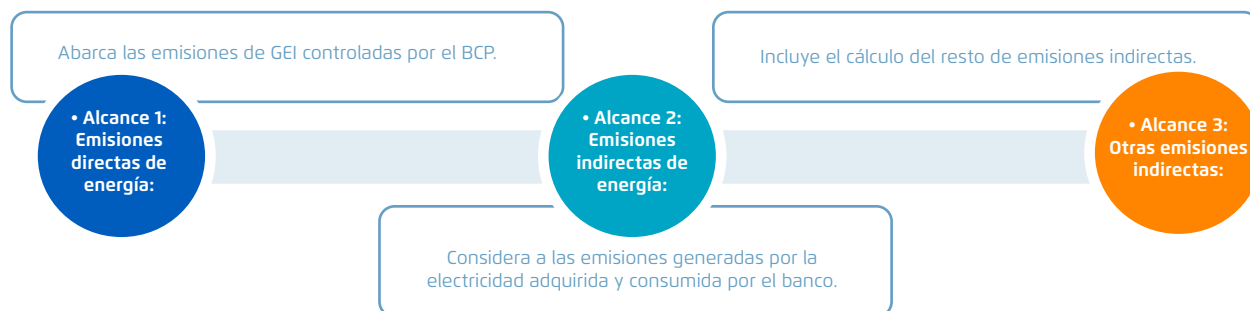 Abarca las emisiones de GEI controladas por el BCP.
• Alcance 1:
Emisiones
directas de
energía:
• Alcance 2:
Emisiones
indirectas de
energía:
Considera a las emisiones generadas por la
electricidad adquirida y consumida por el banco.
Incluye el cálculo del resto de emisiones indirectas.
• Alcance 3:
Otras emisiones
indirectas: